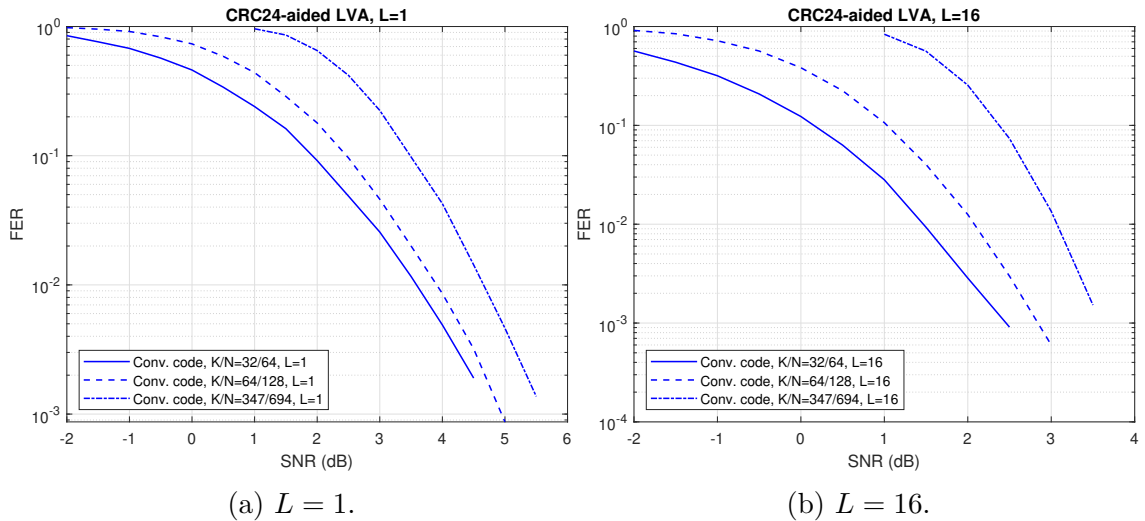 CRC24-aided LVA, L=1
10^0
10^-1
10^-2
10^-3
FER
Conv. code, K/N=32/64, L=1
Conv. code, K/N=64/128, L=1
Conv. code, K/N=347/694, L=1
-2 -1 0 1 2 3 4 5 6
SNR (dB)
(a) L = 1.
CRC24-aided LVA, L=16
10^0
10^-1
10^-2
10^-3
10^-4
FER
Conv. code, K/N=32/64, L=16
Conv. code, K/N=64/128, L=16
Conv. code, K/N=347/694, L=16
-2 -1 0 1 2 3 4
SNR (dB)
(b) L = 16.